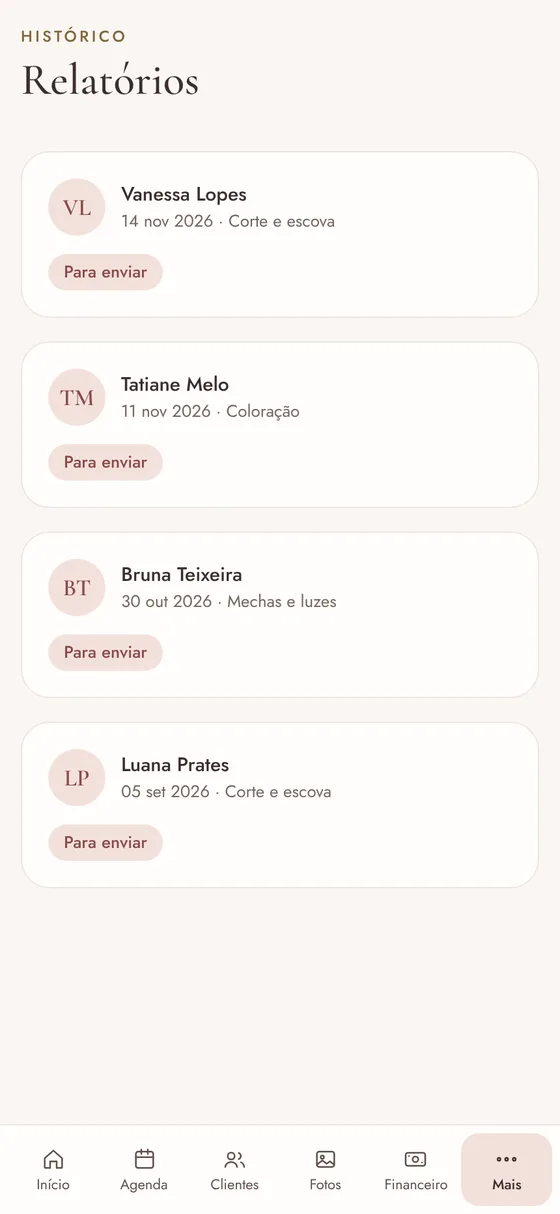 HISTÓRICO
Relatórios
VL
Vanessa Lopes
14 nov 2026 · Corte e escova
Para enviar
TM
Tatiane Melo
11 nov 2026 · Coloração
Para enviar
BT
Bruna Teixeira
30 out 2026 · Mechas e luzes
Para enviar
LP
Luana Prates
05 set 2026 · Corte e escova
Para enviar
Início
Agenda
Clientes
Fotos
Financeiro
Mais